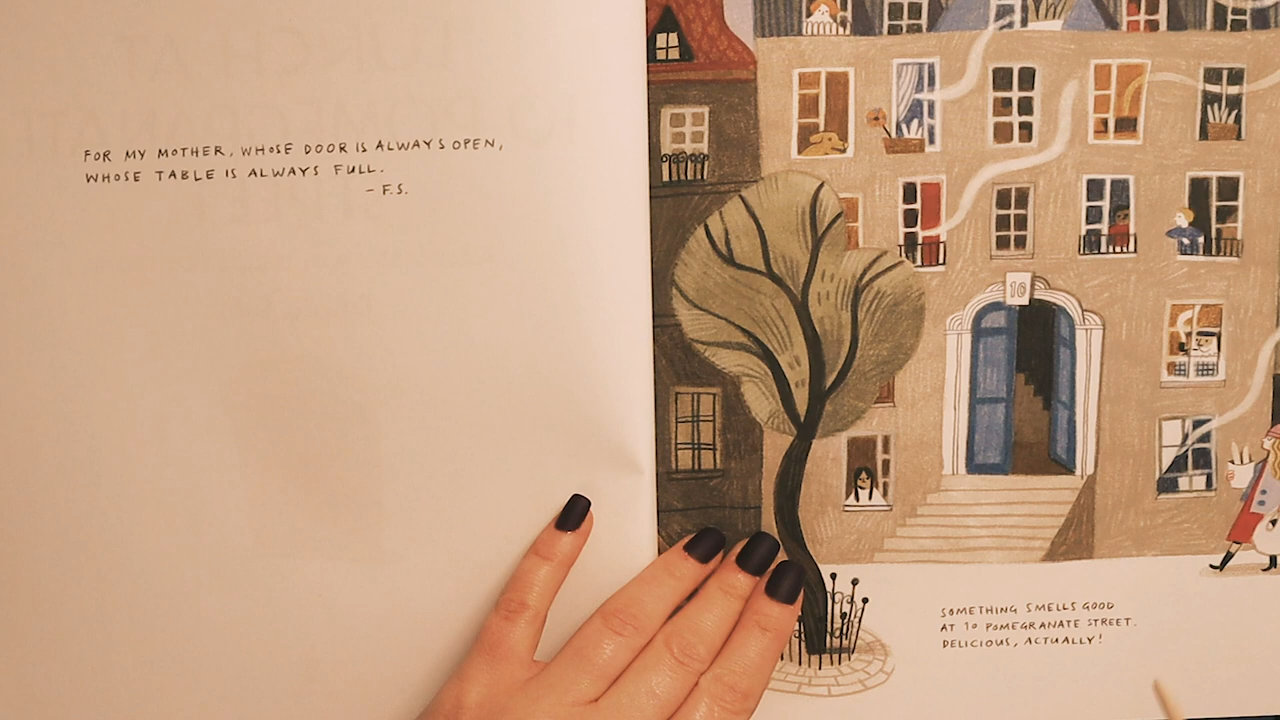 FOR MY MOTHER, WHOSE DOOR IS ALWAYS OPEN,
WHOSE TABLE IS ALWAYS FULL.
– F.S.
10
SOMETHING SMELLS GOOD
AT 10 POMEGRANATE STREET.
DELICIOUS, ACTUALLY!